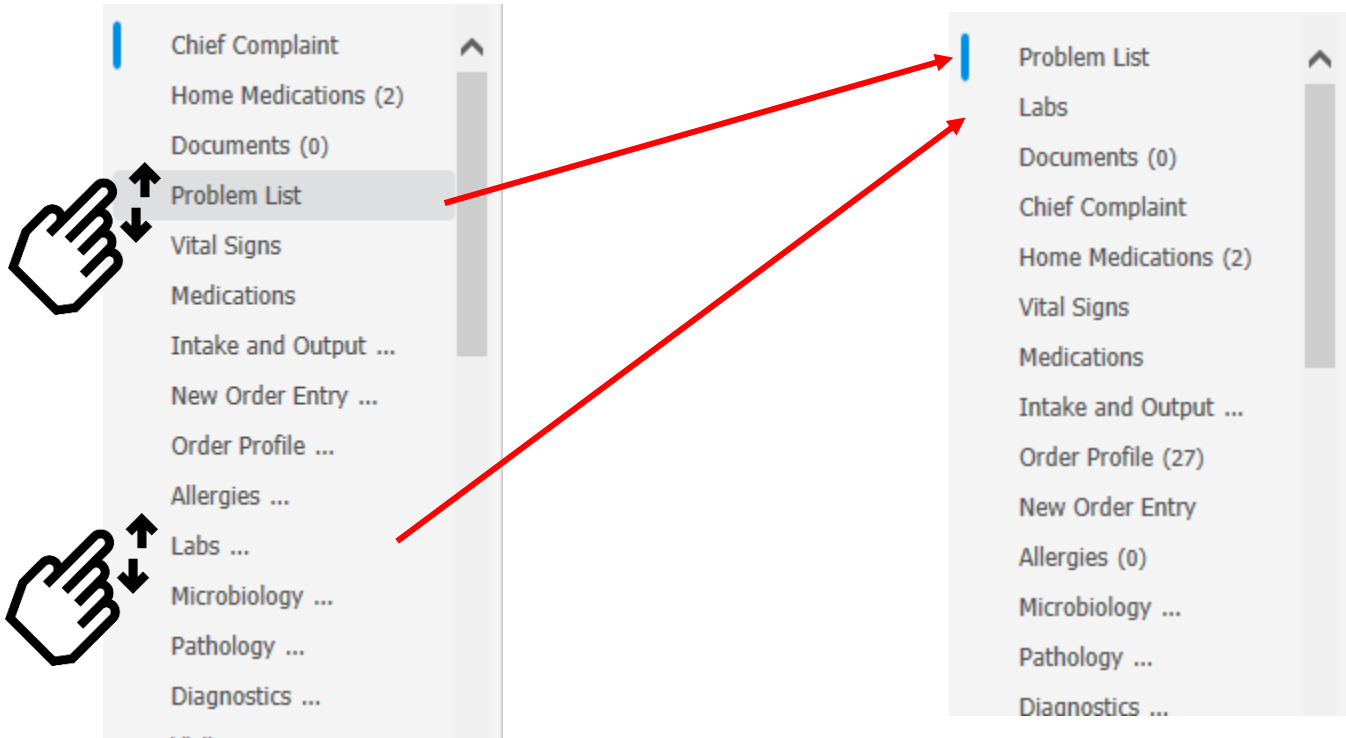 Chief Complaint
Home Medications (2)
Documents (0)
Problem List
Vital Signs
Medications
Intake and Output ...
New Order Entry ...
Order Profile ...
Allergies ...
Labs ...
Microbiology ...
Pathology ...
Diagnostics ...
Problem List
Labs
Documents (0)
Chief Complaint
Home Medications (2)
Vital Signs
Medications
Intake and Output ...
Order Profile (27)
New Order Entry
Allergies (0)
Microbiology ...
Pathology ...
Diagnostics ...